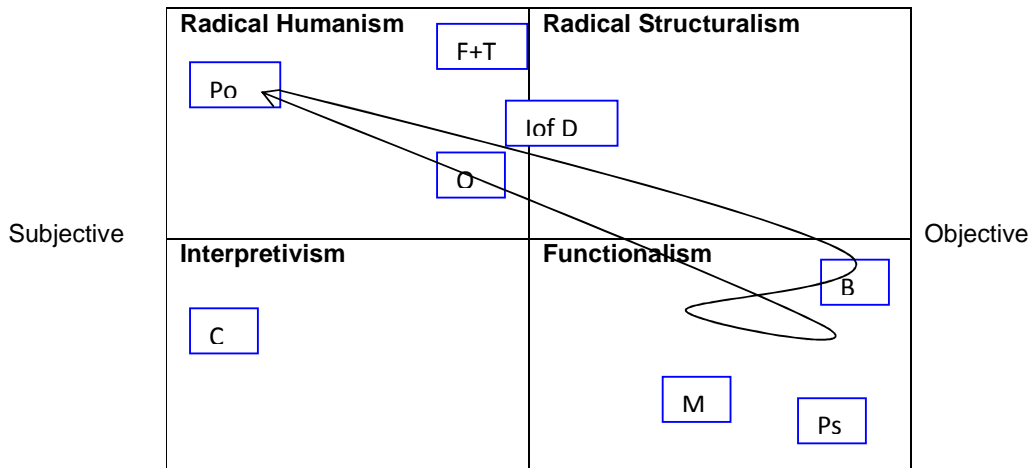 Radical Humanism
Radical Structuralism
F+T
Po
Iof D
O
Subjective
Objective
Interpretivism
Functionalism
B
C
M
Ps